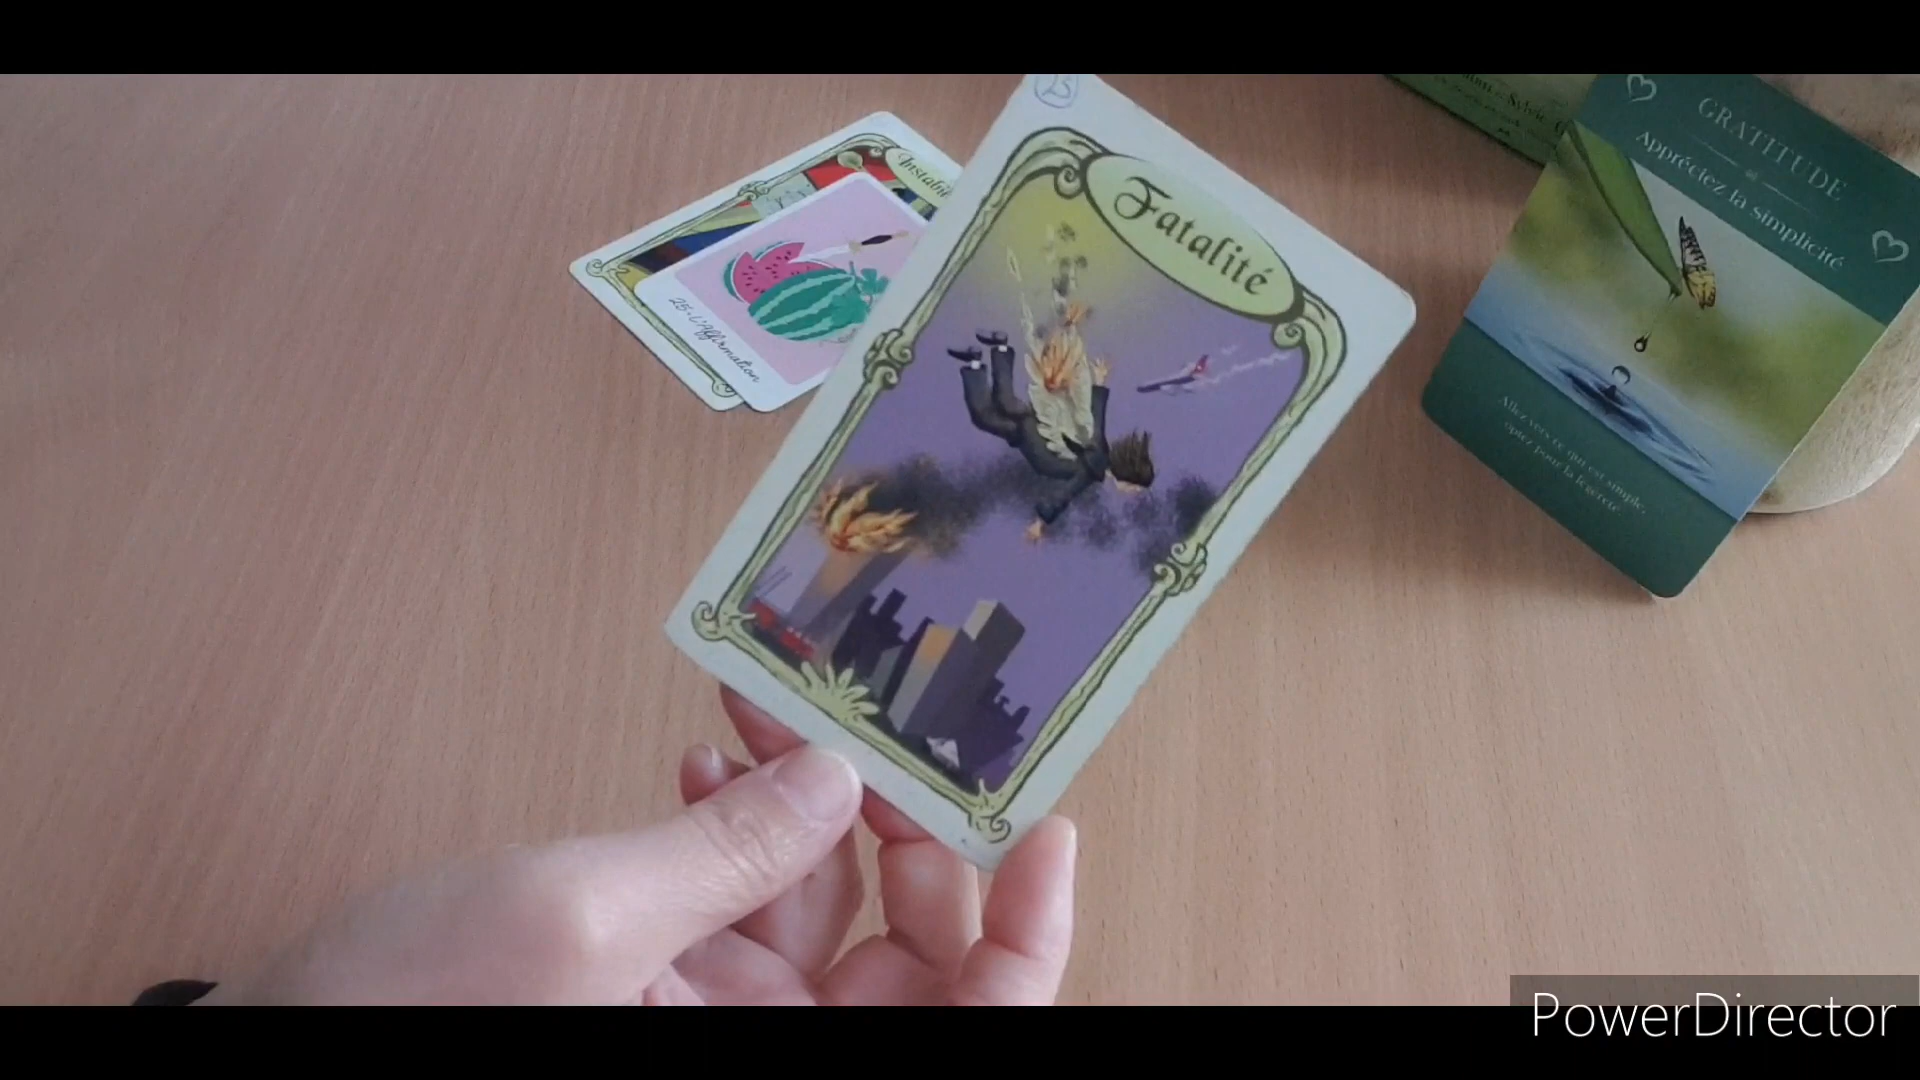 25
Fatalité
25 • L'Affirmation
Sylvie
GRATITUDE
Appréciez la simplicité
Allez vers ce qui est simple,
optez pour la légèreté
PowerDirector